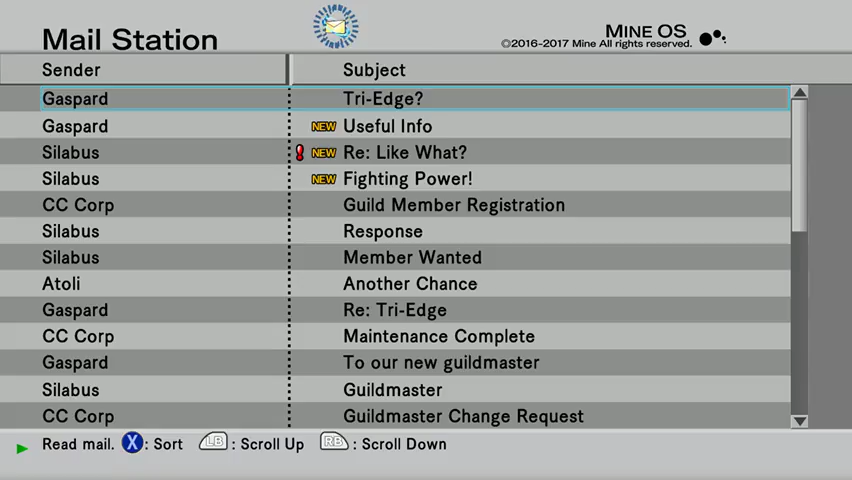 Mail Station
MINE OS
©2016-2017 Mine All rights reserved.
Sender Subject
Gaspard Tri-Edge?
Gaspard NEW Useful Info
Silabus NEW Re: Like What?
Silabus NEW Fighting Power!
CC Corp Guild Member Registration
Silabus Response
Silabus Member Wanted
Atoli Another Chance
Gaspard Re: Tri-Edge
CC Corp Maintenance Complete
Gaspard To our new guildmaster
Silabus Guildmaster
CC Corp Guildmaster Change Request
Read mail. X: Sort LB: Scroll Up RB: Scroll Down